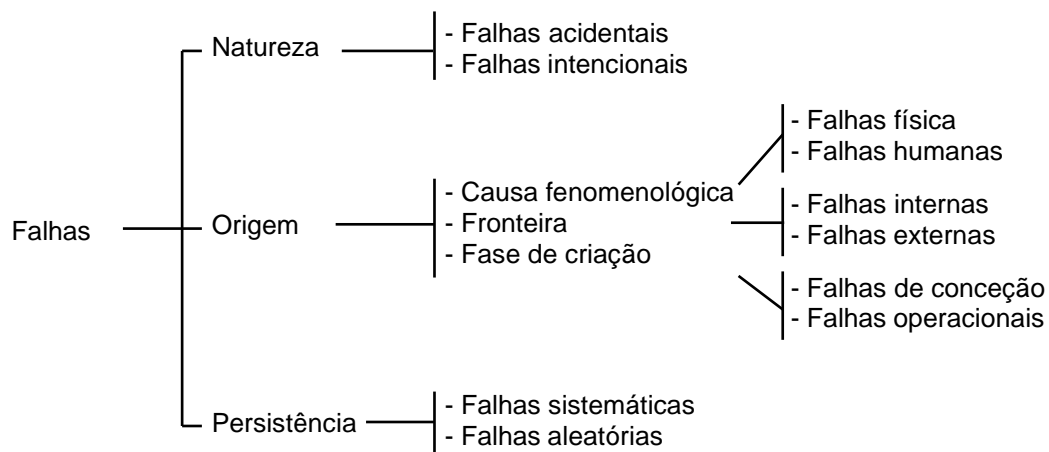 Natureza
- Falhas acidentais
- Falhas intencionais
Falhas
Origem
- Causa fenomenológica
- Fronteira
- Fase de criação
- Falhas física
- Falhas humanas
- Falhas internas
- Falhas externas
- Falhas de conceção
- Falhas operacionais
Persistência
- Falhas sistemáticas
- Falhas aleatórias